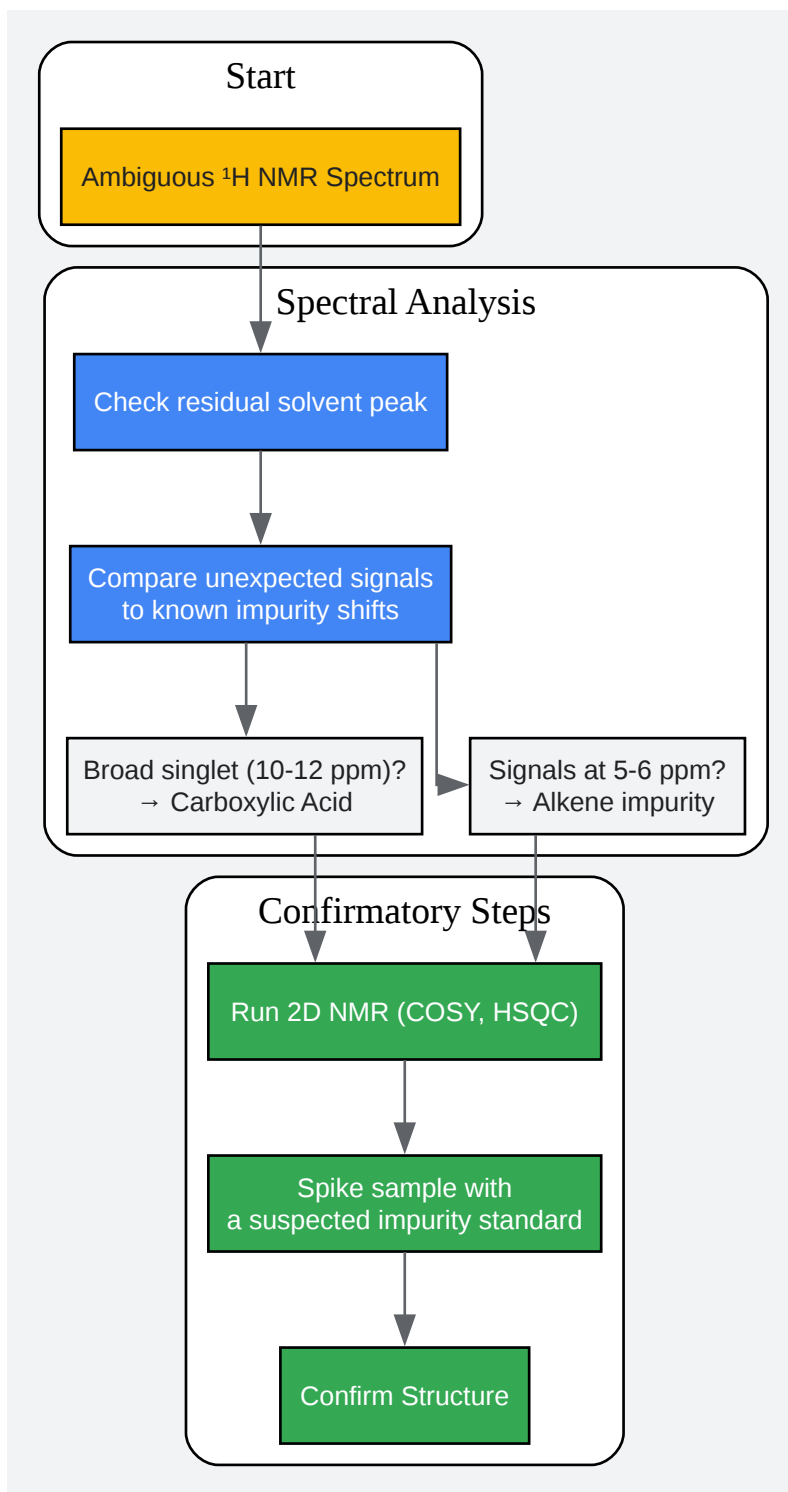 Start
Ambiguous ¹H NMR Spectrum
Spectral Analysis
Check residual solvent peak
Compare unexpected signals
to known impurity shifts
Broad singlet (10-12 ppm)?
→ Carboxylic Acid
Signals at 5-6 ppm?
→ Alkene impurity
Confirmatory Steps
Run 2D NMR (COSY, HSQC)
Spike sample with
a suspected impurity standard
Confirm Structure